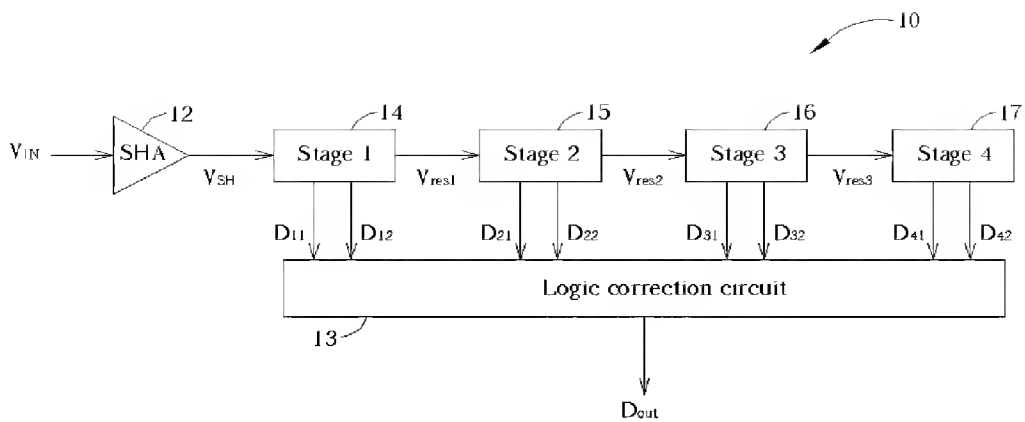 10
12
14
15
16
17
VIN
SHA
Stage 1
Stage 2
Stage 3
Stage 4
VSH
Vres1
Vres2
Vres3
D11
D12
D21
D22
D31
D32
D41
D42
Logic correction circuit
13
Dout